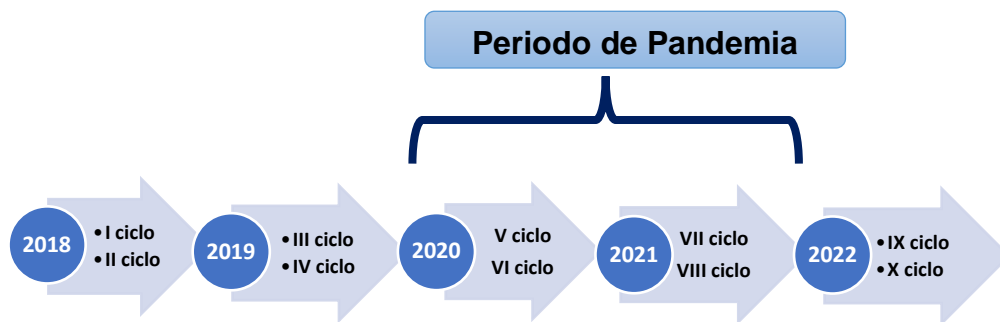 Periodo de Pandemia
2018
• I ciclo
• II ciclo
2019
• III ciclo
• IV ciclo
2020
V ciclo
VI ciclo
2021
VII ciclo
VIII ciclo
2022
• IX ciclo
• X ciclo